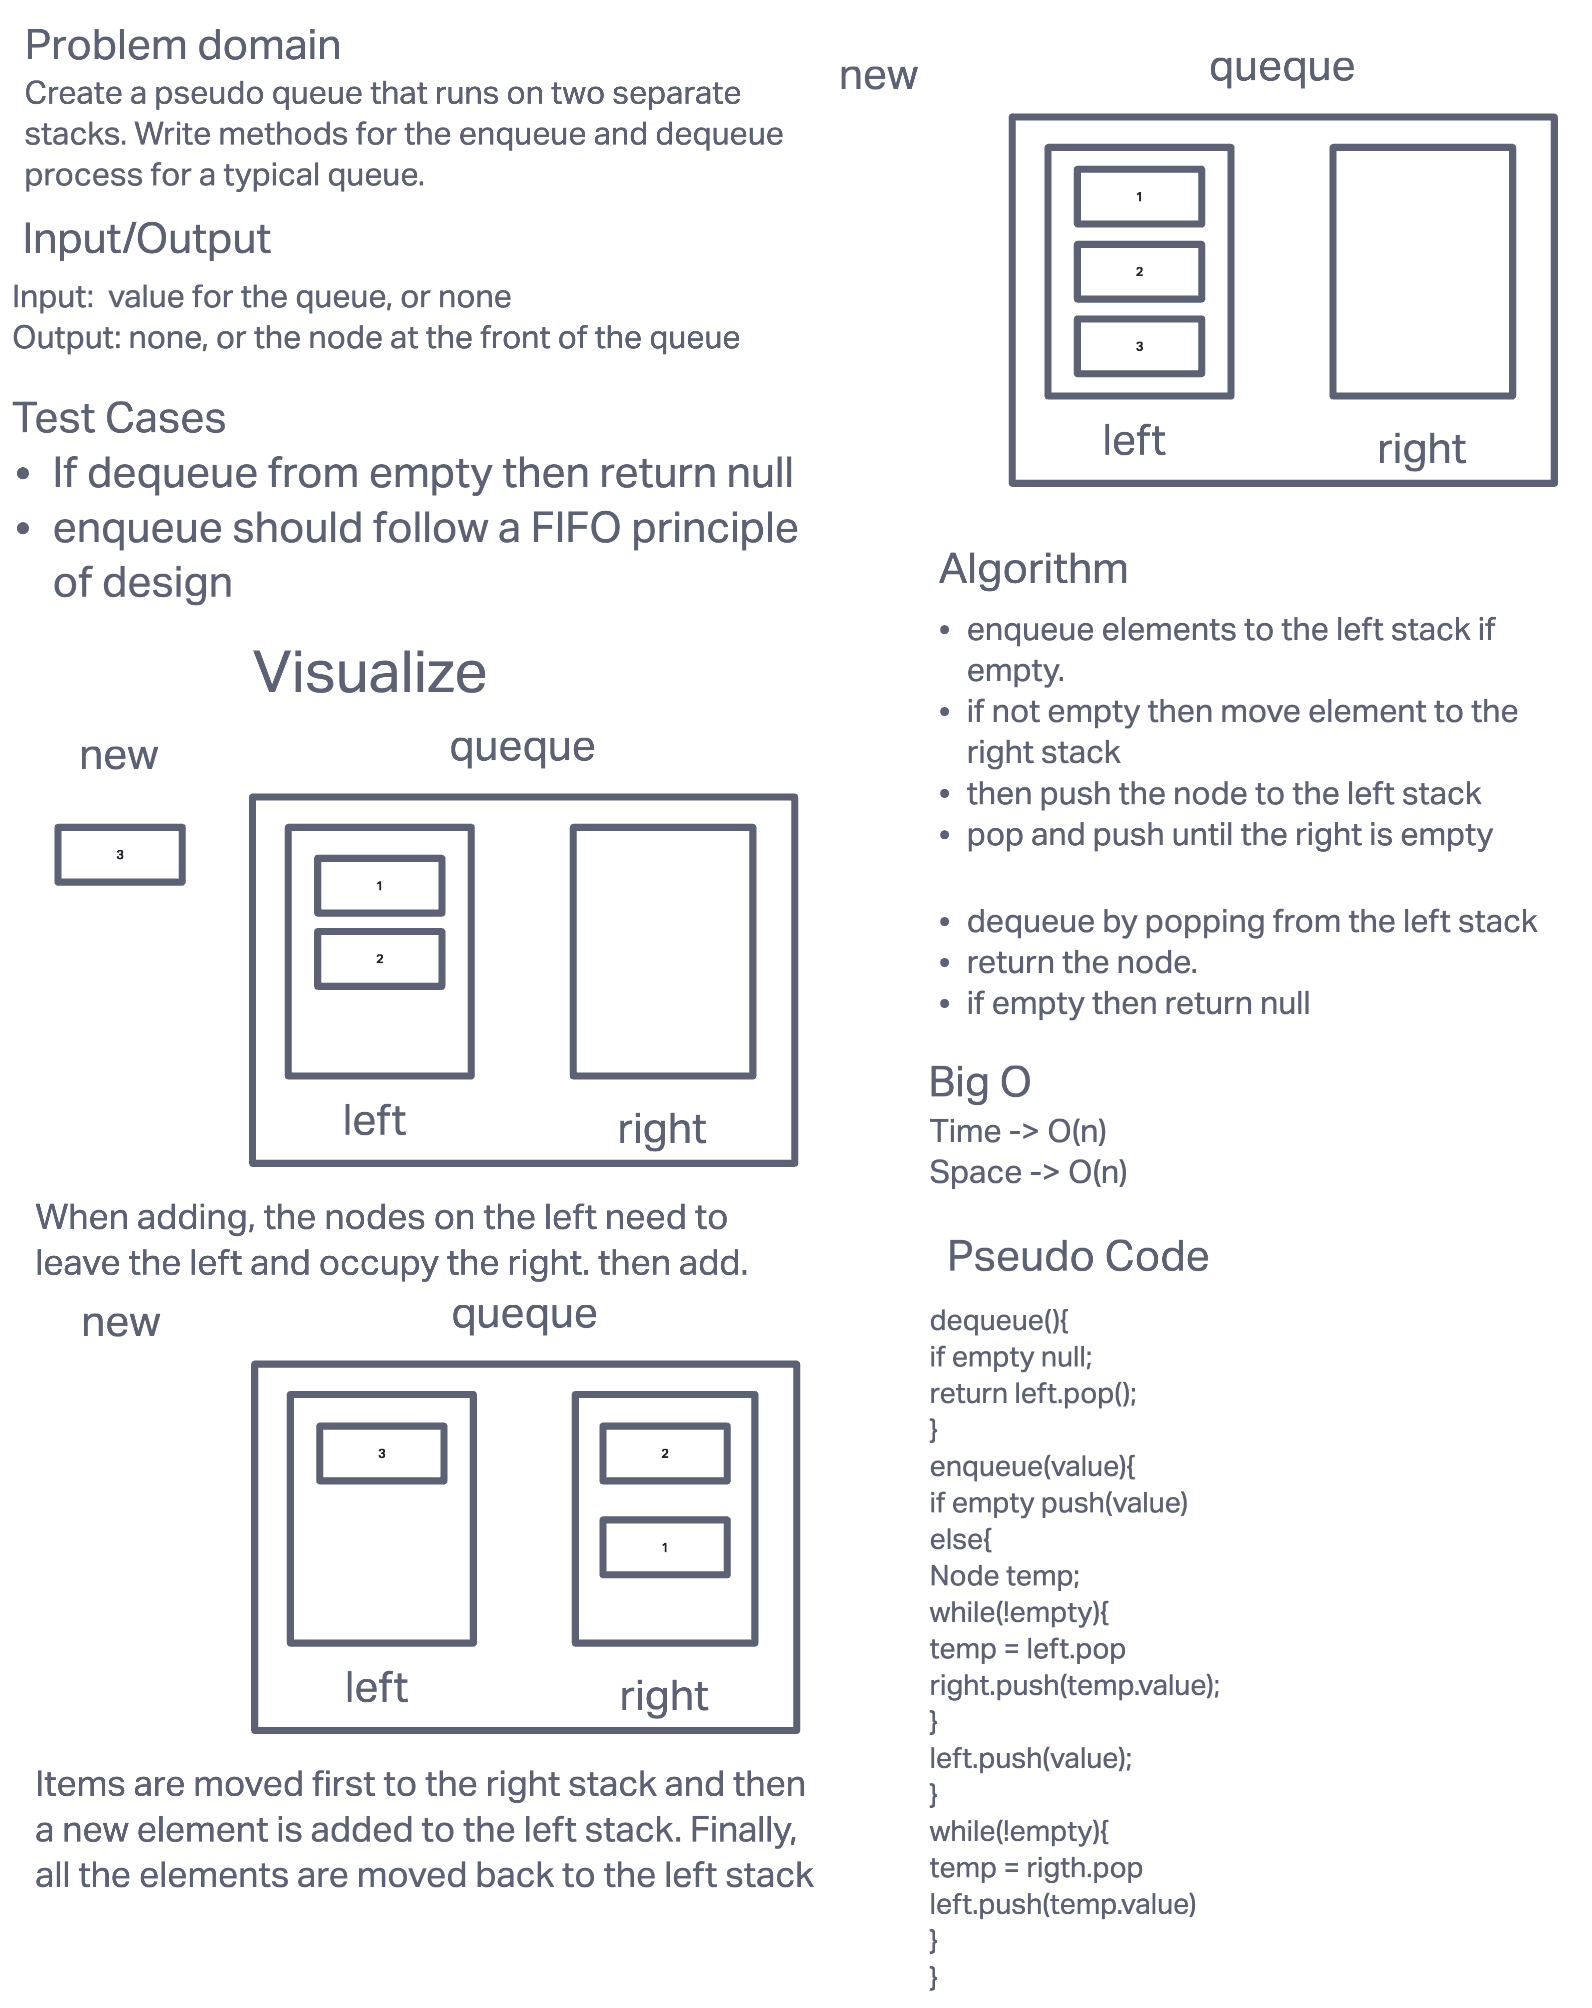 Problem domain
Create a pseudo queue that runs on two separate
stacks. Write methods for the enqueue and dequeue
process for a typical queue.
Input/Output
Input:  value for the queue, or none
Output: none, or the node at the front of the queue
Test Cases
• If dequeue from empty then return null
• enqueue should follow a FIFO principle
of design
Visualize
new
queque
3
1
2
left
right
When adding, the nodes on the left need to
leave the left and occupy the right. then add.
new
queque
3
2
1
left
right
Items are moved first to the right stack and then
a new element is added to the left stack. Finally,
all the elements are moved back to the left stack
new
queque
1
2
3
left
right
Algorithm
• enqueue elements to the left stack if
empty.
• if not empty then move element to the
right stack
• then push the node to the left stack
• pop and push until the right is empty
• dequeue by popping from the left stack
• return the node.
• if empty then return null
Big O
Time -> O(n)
Space -> O(n)
Pseudo Code
dequeue(){
if empty null;
return left.pop();
}
enqueue(value){
if empty push(value)
else{
Node temp;
while(!empty){
temp = left.pop
right.push(temp.value);
}
left.push(value);
}
while(!empty){
temp = rigth.pop
left.push(temp.value)
}
}